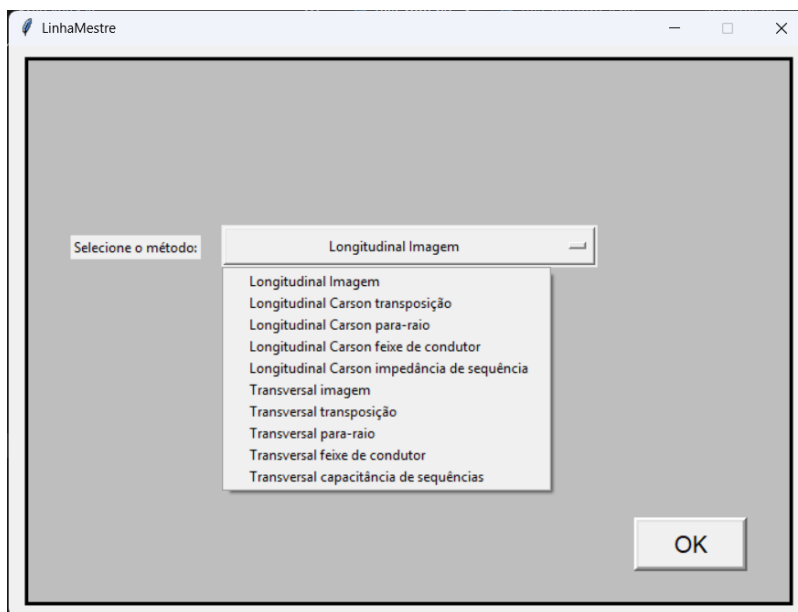 LinhaMestre
Selecione o método:
Longitudinal Imagem
Longitudinal Imagem
Longitudinal Carson transposição
Longitudinal Carson para-raio
Longitudinal Carson feixe de condutor
Longitudinal Carson impedância de sequência
Transversal imagem
Transversal transposição
Transversal para-raio
Transversal feixe de condutor
Transversal capacitância de sequências
OK